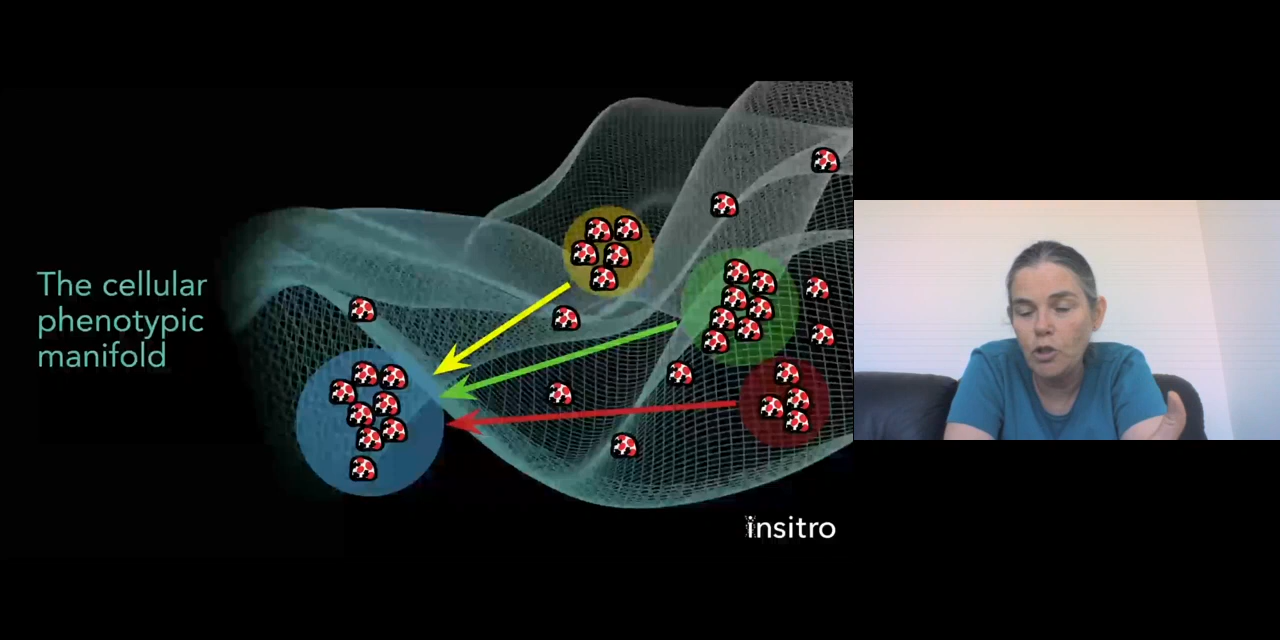 The cellular
phenotypic
manifold
insitro